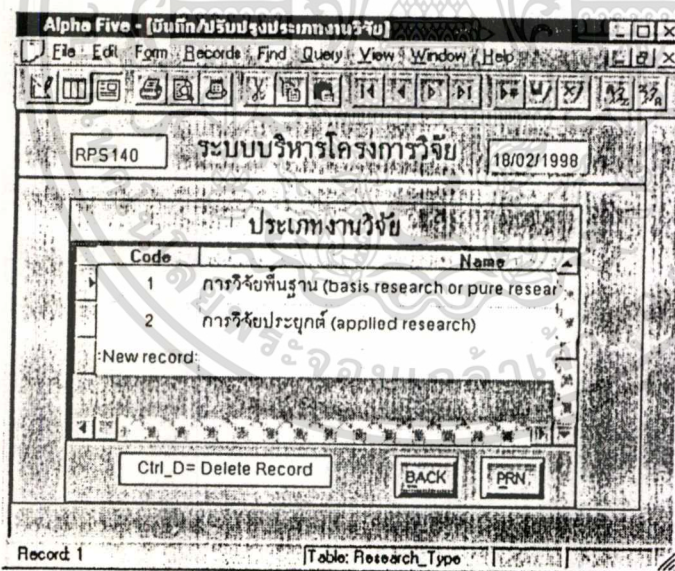 Alpha Five - [บันทึก/ปรับปรุงประเภทงานวิจัย]
File Edit Form Records Find Query View Window Help
RPS140 ระบบบริหารโครงการวิจัย 18/02/1998
ประเภทงานวิจัย
Code Name
1 การวิจัยพื้นฐาน (basis research or pure resear
2 การวิจัยประยุกต์ (applied research)
:New record:
Ctrl_D= Delete Record BACK PRN
Record: 1 Table: Research_Type